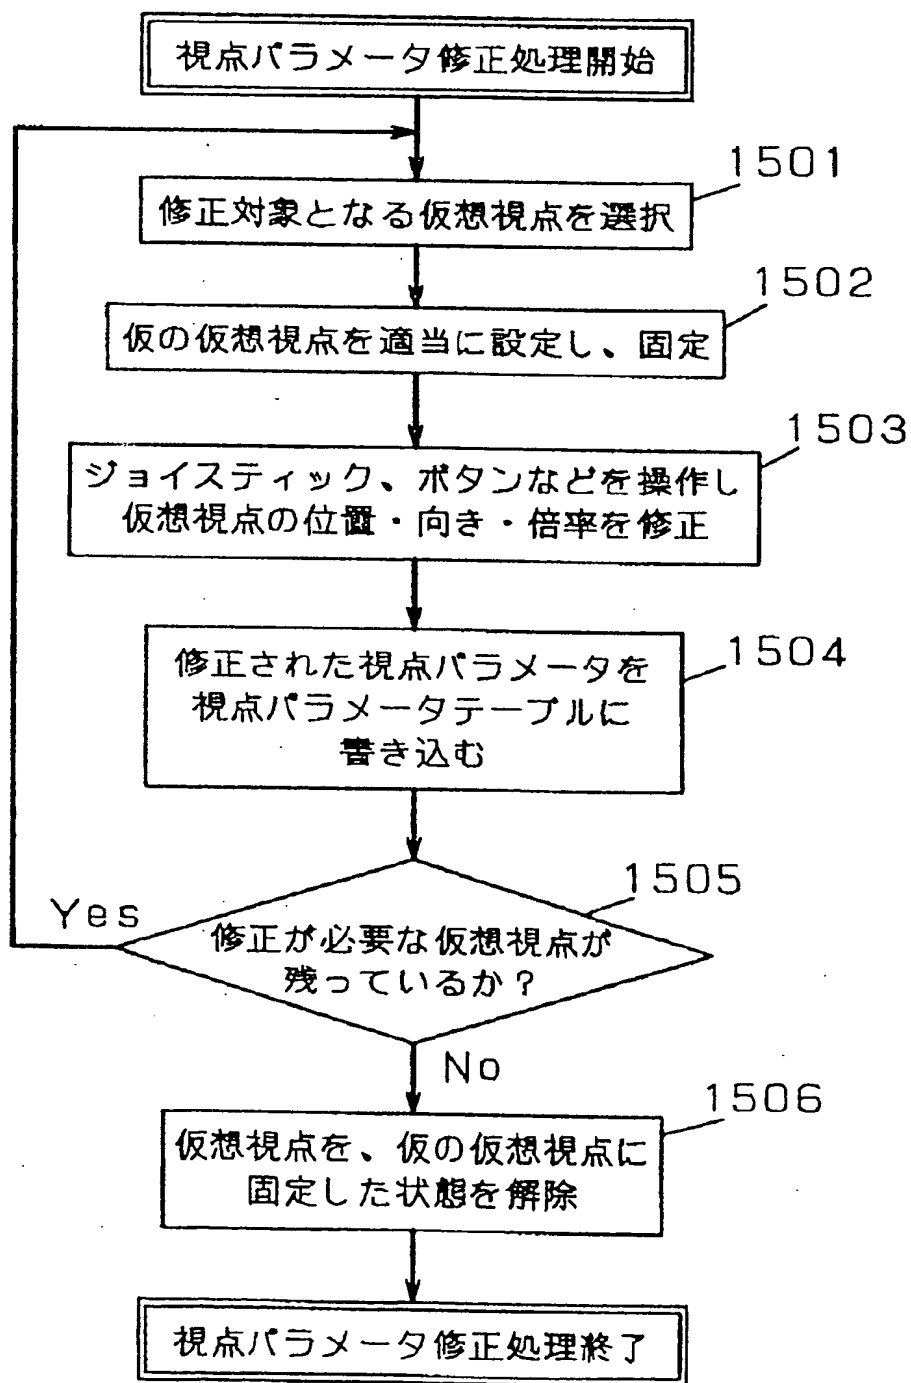 視点パラメータ修正処理開始
1501
修正対象となる仮想視点を選択
1502
仮の仮想視点を適当に設定し、固定
1503
ジョイスティック、ボタンなどを操作し
仮想視点の位置・向き・倍率を修正
1504
修正された視点パラメータを
視点パラメータテーブルに
書き込む
1505
Yes
修正が必要な仮想視点が
残っているか?
No
1506
仮想視点を、仮の仮想視点に
固定した状態を解除
視点パラメータ修正処理終了